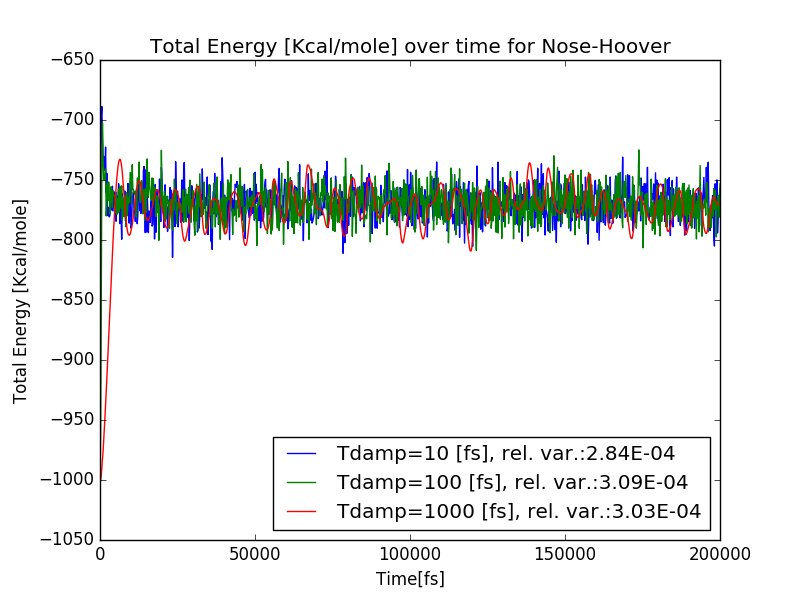 Total Energy [Kcal/mole] over time for Nose-Hoover
−650
−700
−750
−800
−850
−900
−950
−1000
−1050
Total Energy [Kcal/mole]
Tdamp=10 [fs], rel. var.:2.84E-04
Tdamp=100 [fs], rel. var.:3.09E-04
Tdamp=1000 [fs], rel. var.:3.03E-04
0 50000 100000 150000 200000
Time[fs]